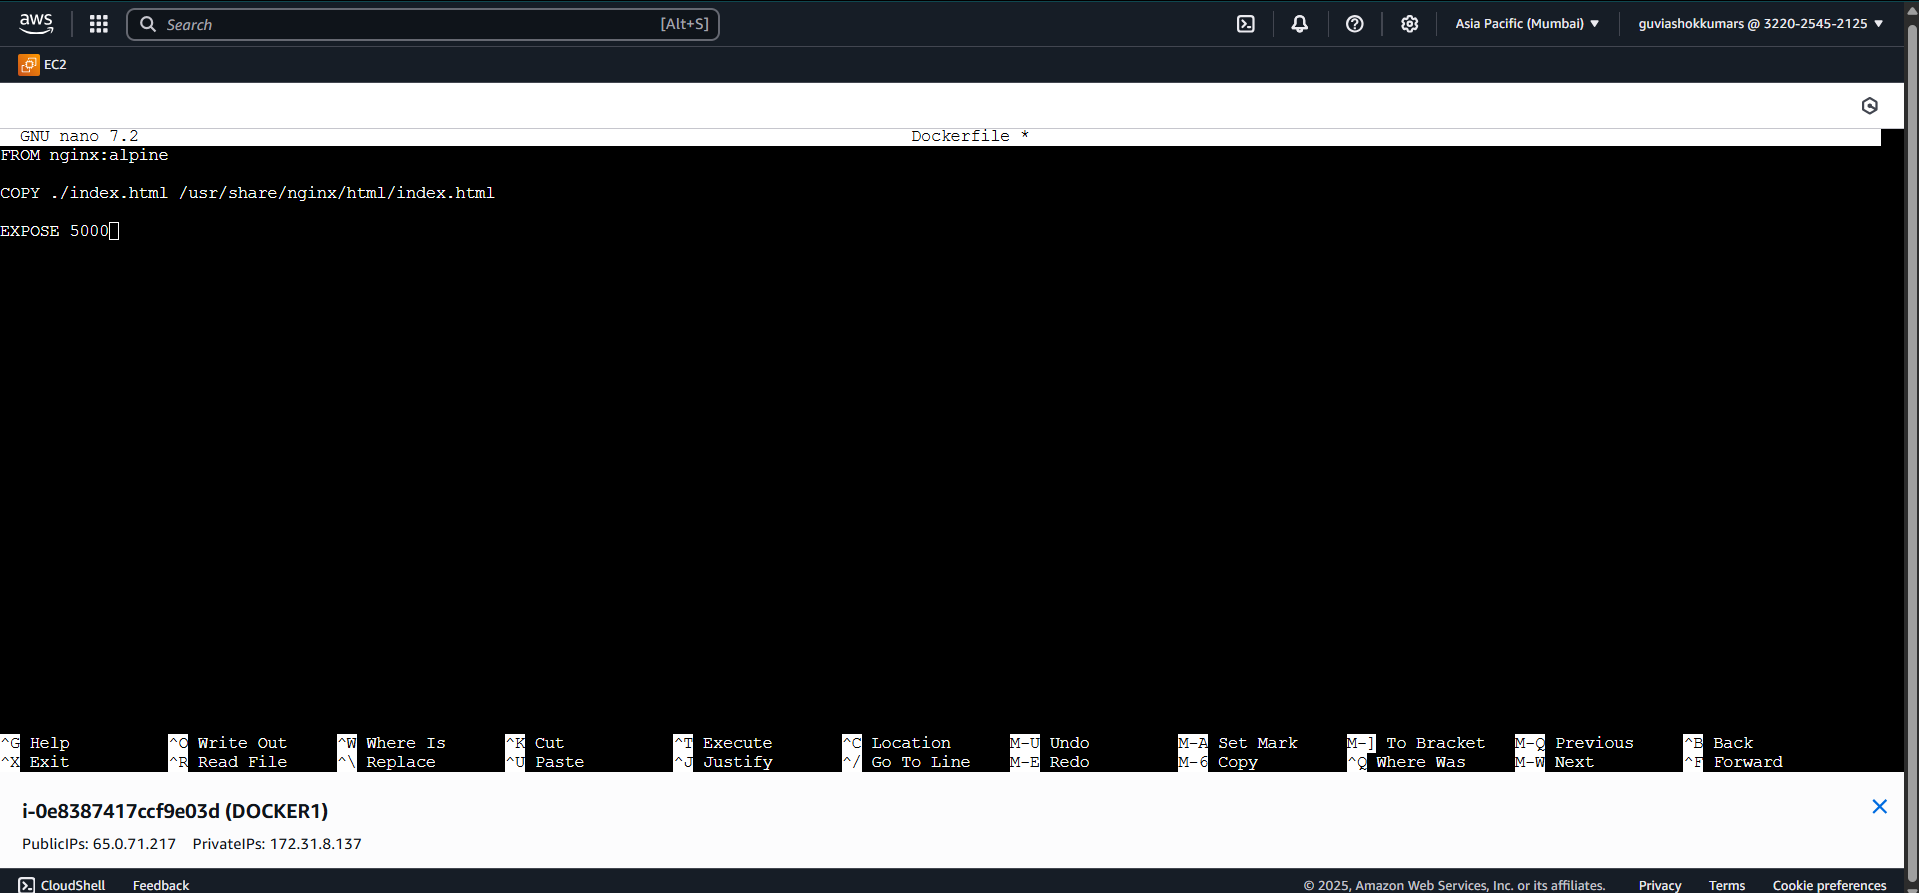 aws
Search [Alt+S] Asia Pacific (Mumbai) guviashokkumars @ 3220-2545-2125
EC2
GNU nano 7.2 Dockerfile *
FROM nginx:alpine
COPY ./index.html /usr/share/nginx/html/index.html
EXPOSE 5000
^G Help ^O Write Out ^W Where Is ^K Cut ^T Execute ^C Location M-U Undo M-A Set Mark M-] To Bracket M-Q Previous ^B Back
^X Exit ^R Read File ^\ Replace ^U Paste ^J Justify ^/ Go To Line M-E Redo M-6 Copy ^Q Where Was M-W Next ^F Forward
i-0e8387417ccf9e03d (DOCKER1)
PublicIPs: 65.0.71.217 PrivateIPs: 172.31.8.137
CloudShell Feedback © 2025, Amazon Web Services, Inc. or its affiliates. Privacy Terms Cookie preferences